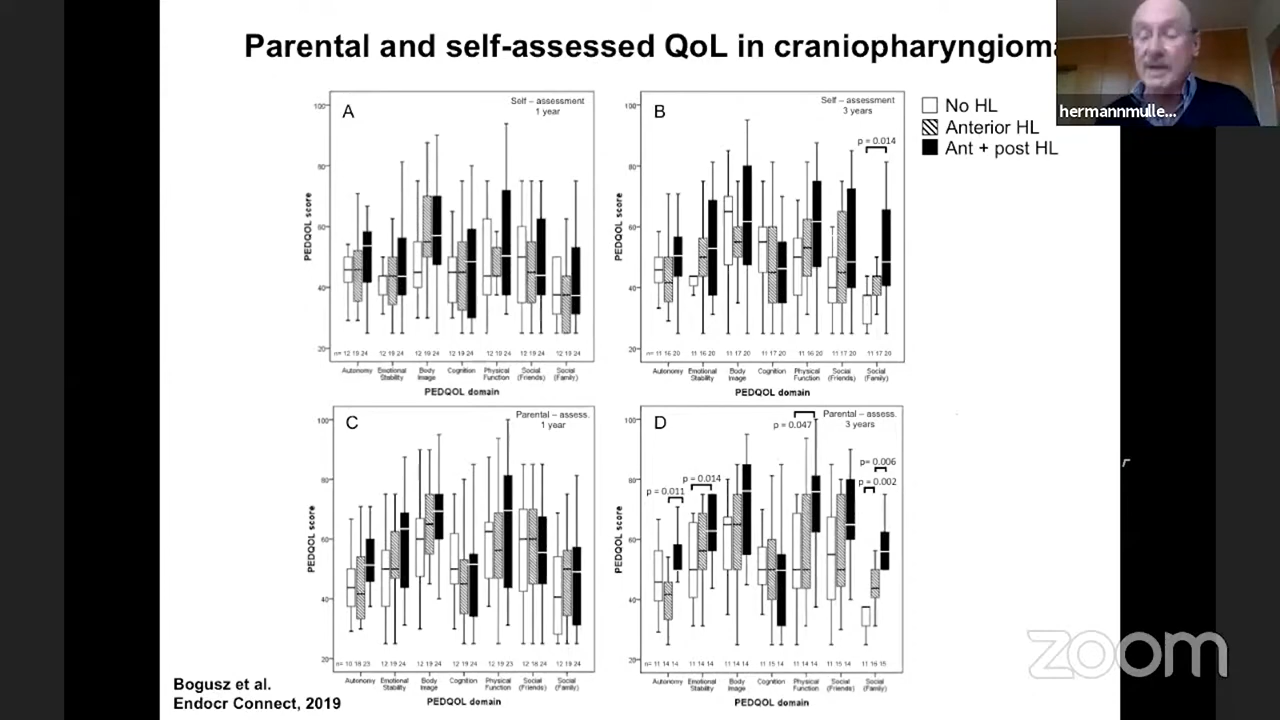 Parental and self-assessed QoL in craniopharyngioma
hermannmulle...
No HL
Anterior HL
Ant + post HL
A
Self – assessment
1 year
PEDQOL score
100
80
60
40
20
n= 12 19 24 12 19 24 12 19 24 12 19 24 12 19 24 12 19 24 12 19 24
Autonomy Emotional Stability Body Image Cognition Physical Function Social (Friends) Social (Family)
PEDQOL domain
B
Self – assessment
3 years
p = 0.014
PEDQOL score
100
80
60
40
20
n= 11 16 20 11 16 20 11 17 20 11 17 20 11 16 20 11 17 20 11 17 20
Autonomy Emotional Stability Body Image Cognition Physical Function Social (Friends) Social (Family)
PEDQOL domain
C
Parental – assess.
1 year
PEDQOL score
100
80
60
40
20
n= 10 18 23 12 19 24 12 19 24 12 19 24 12 19 23 12 18 24 12 19 24
Autonomy Emotional Stability Body Image Cognition Physical Function Social (Friends) Social (Family)
PEDQOL domain
D
Parental – assess.
3 years
p = 0.047
p = 0.006
p = 0.002
p = 0.014
p = 0.011
PEDQOL score
100
80
60
40
20
n= 11 14 14 11 14 14 11 14 14 11 15 14 11 14 14 11 15 14 11 16 15
Autonomy Emotional Stability Body Image Cognition Physical Function Social (Friends) Social (Family)
PEDQOL domain
Bogusz et al.
Endocr Connect, 2019
zoom